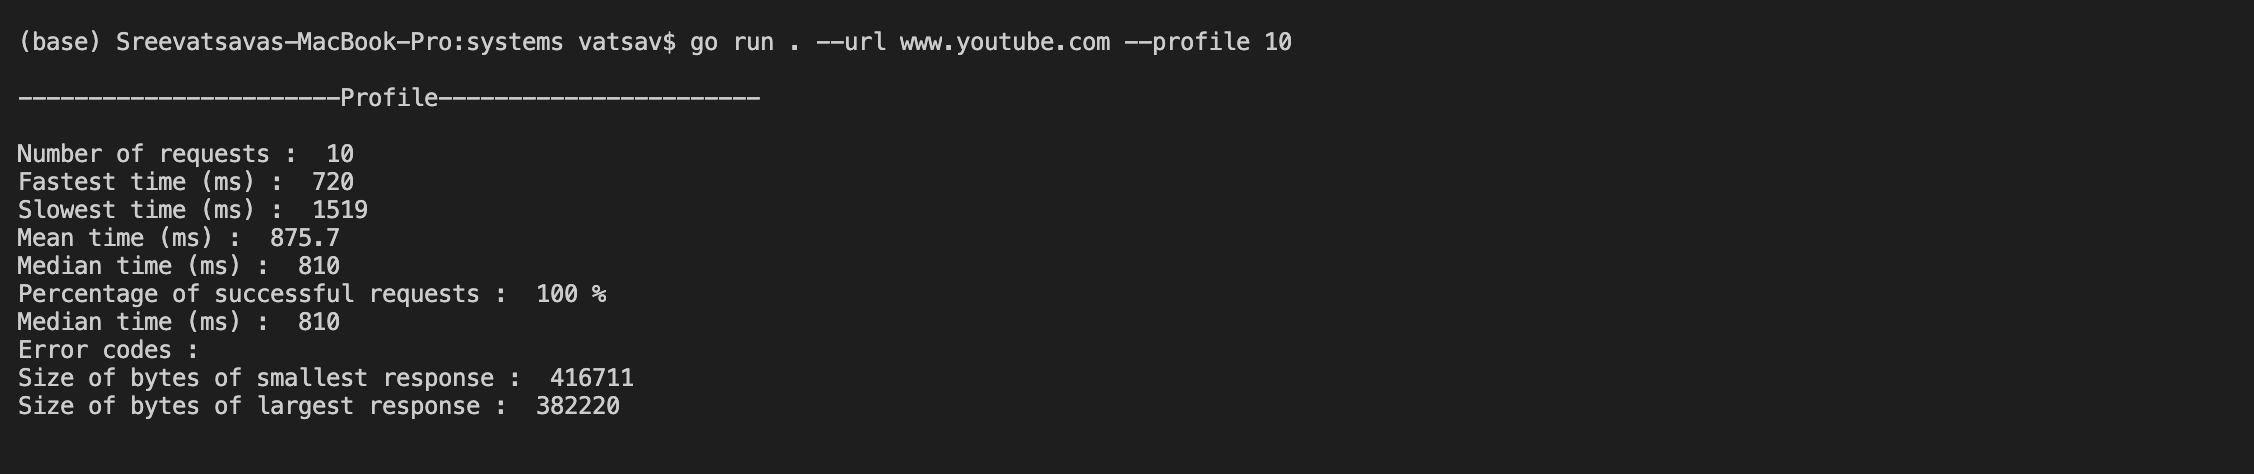 (base) Sreevatsavas-MacBook-Pro:systems vatsav$ go run . --url www.youtube.com --profile 10
-----------------------Profile-----------------------
Number of requests :  10
Fastest time (ms) :  720
Slowest time (ms) :  1519
Mean time (ms) :  875.7
Median time (ms) :  810
Percentage of successful requests :  100 %
Median time (ms) :  810
Error codes :
Size of bytes of smallest response :  416711
Size of bytes of largest response :  382220